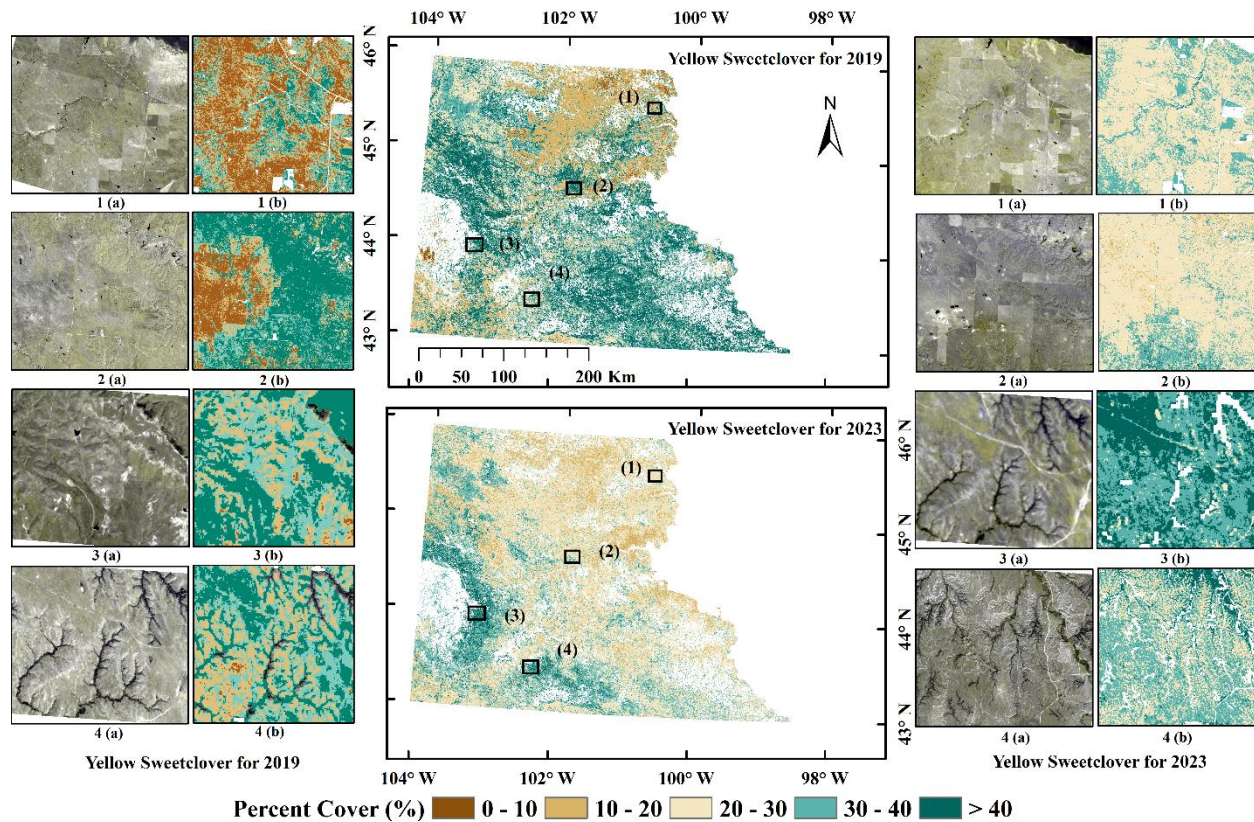 104° W 102° W 100° W 98° W
46° N
45° N
44° N
43° N
Yellow Sweetclover for 2019
N
(1)
(2)
(3)
(4)
0 50 100 200 Km
1 (a) 1 (b)
2 (a) 2 (b)
3 (a) 3 (b)
4 (a) 4 (b)
Yellow Sweetclover for 2019
Yellow Sweetclover for 2023
(1)
(2)
(3)
(4)
46° N
45° N
44° N
43° N
104° W 102° W 100° W 98° W
1 (a) 1 (b)
2 (a) 2 (b)
3 (a) 3 (b)
4 (a) 4 (b)
Yellow Sweetclover for 2023
Percent Cover (%) 0 - 10 10 - 20 20 - 30 30 - 40 > 40